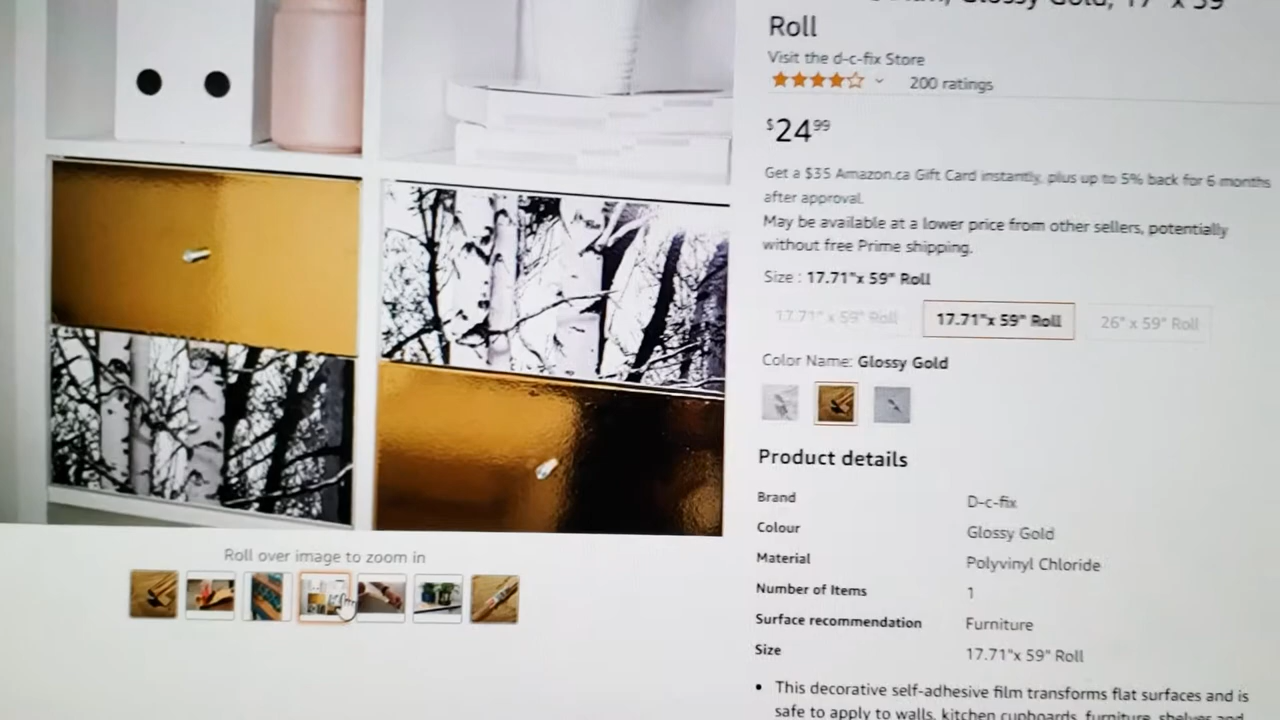 Glossy Gold, 17" x 59"
Roll
Visit the d-c-fix Store
200 ratings
$24 99
Get a $35 Amazon.ca Gift Card instantly, plus up to 5% back for 6 months
after approval.
May be available at a lower price from other sellers, potentially
without free Prime shipping.
Size : 17.71"x 59" Roll
17.71" x 59" Roll
17.71"x 59" Roll
26" x 59" Roll
Color Name: Glossy Gold
Product details
Brand D-c-fix
Colour Glossy Gold
Material Polyvinyl Chloride
Number of Items 1
Surface recommendation Furniture
Size 17.71"x 59" Roll
Roll over image to zoom in
• This decorative self-adhesive film transforms flat surfaces and is
safe to apply to walls, kitchen cupboards, furniture, shelves and